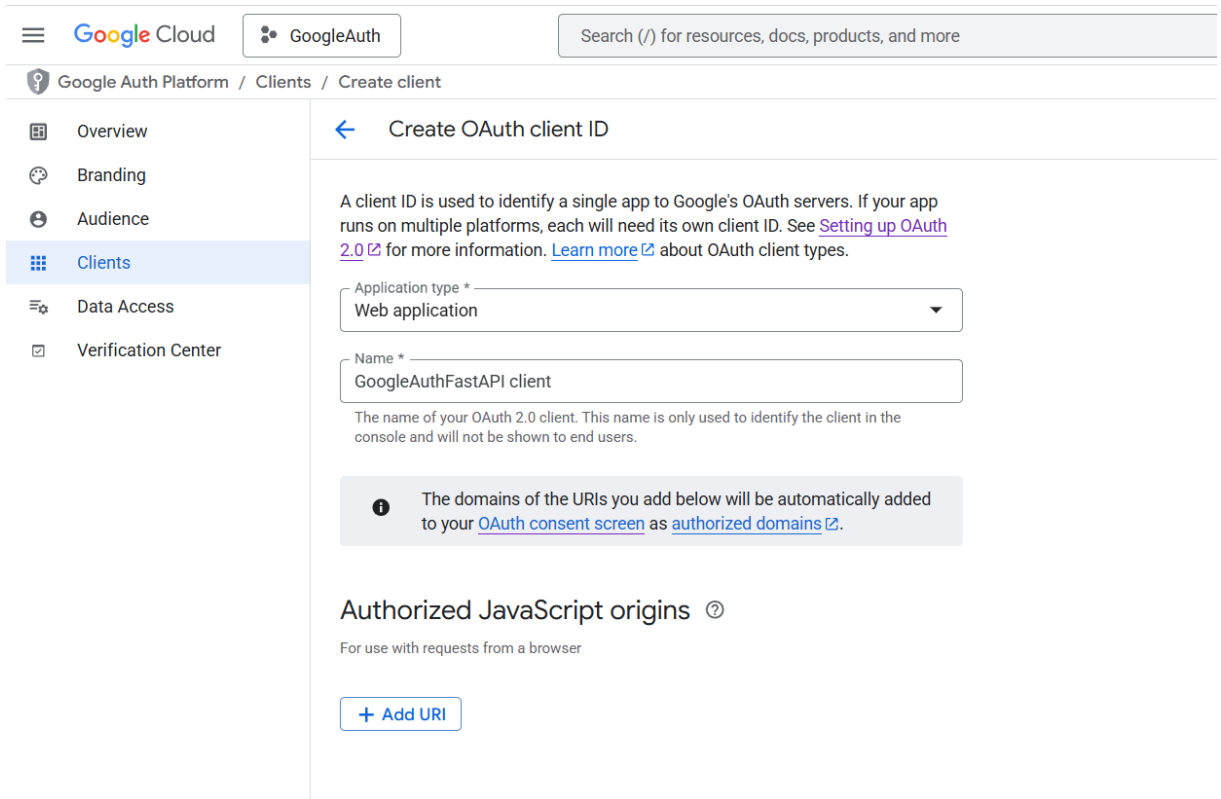 Google Cloud
GoogleAuth
Search (/) for resources, docs, products, and more
Google Auth Platform / Clients / Create client
Overview
Branding
Audience
Clients
Data Access
Verification Center
Create OAuth client ID
A client ID is used to identify a single app to Google's OAuth servers. If your app
runs on multiple platforms, each will need its own client ID. See Setting up OAuth
2.0 for more information. Learn more about OAuth client types.
Application type *
Web application
Name *
GoogleAuthFastAPI client
The name of your OAuth 2.0 client. This name is only used to identify the client in the
console and will not be shown to end users.
The domains of the URIs you add below will be automatically added
to your OAuth consent screen as authorized domains.
Authorized JavaScript origins
For use with requests from a browser
+ Add URI